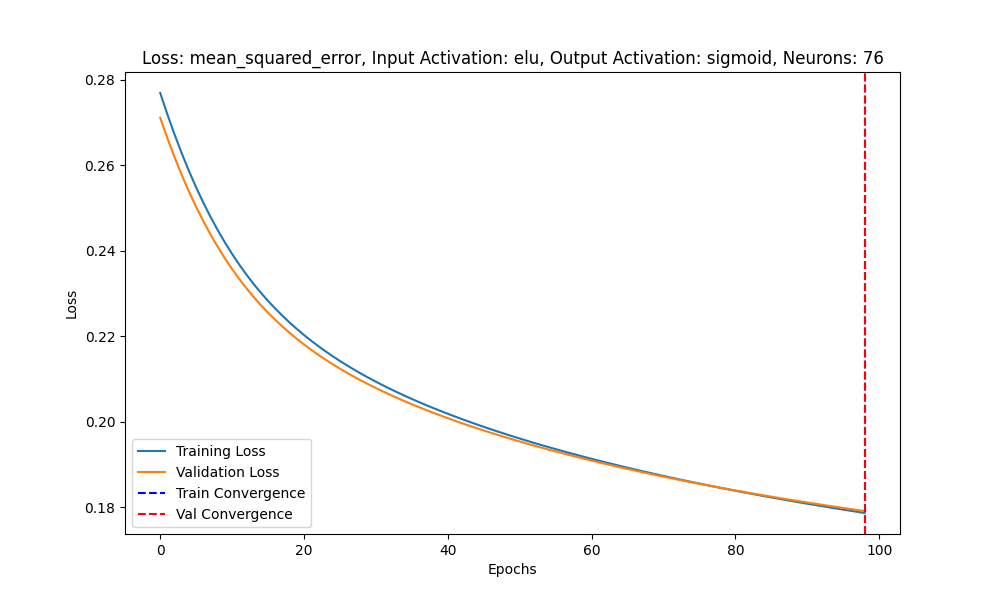 Loss: mean_squared_error, Input Activation: elu, Output Activation: sigmoid, Neurons: 76
0.28
0.26
0.24
0.22
0.20
0.18
Loss
Training Loss
Validation Loss
Train Convergence
Val Convergence
0 20 40 60 80 100
Epochs